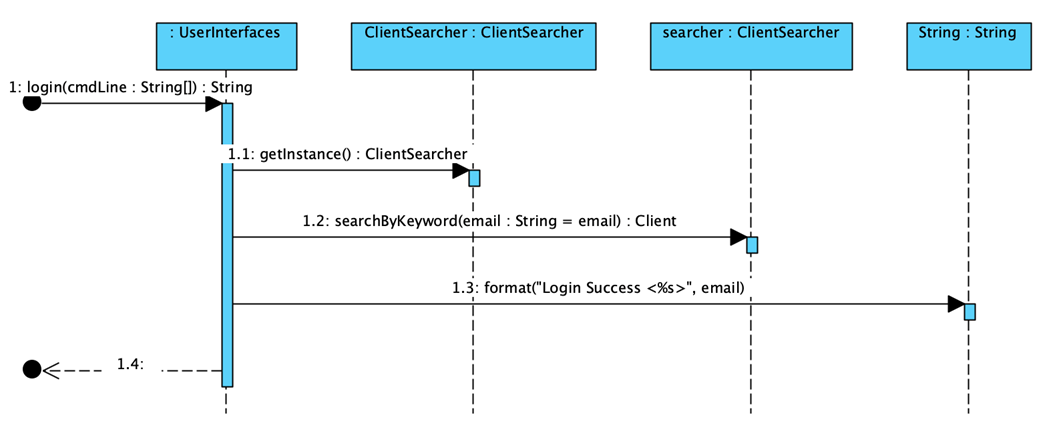 : UserInterfaces
ClientSearcher : ClientSearcher
searcher : ClientSearcher
String : String
1: login(cmdLine : String[]) : String
1.1: getInstance() : ClientSearcher
1.2: searchByKeyword(email : String = email) : Client
1.3: format("Login Success <%s>", email)
1.4: